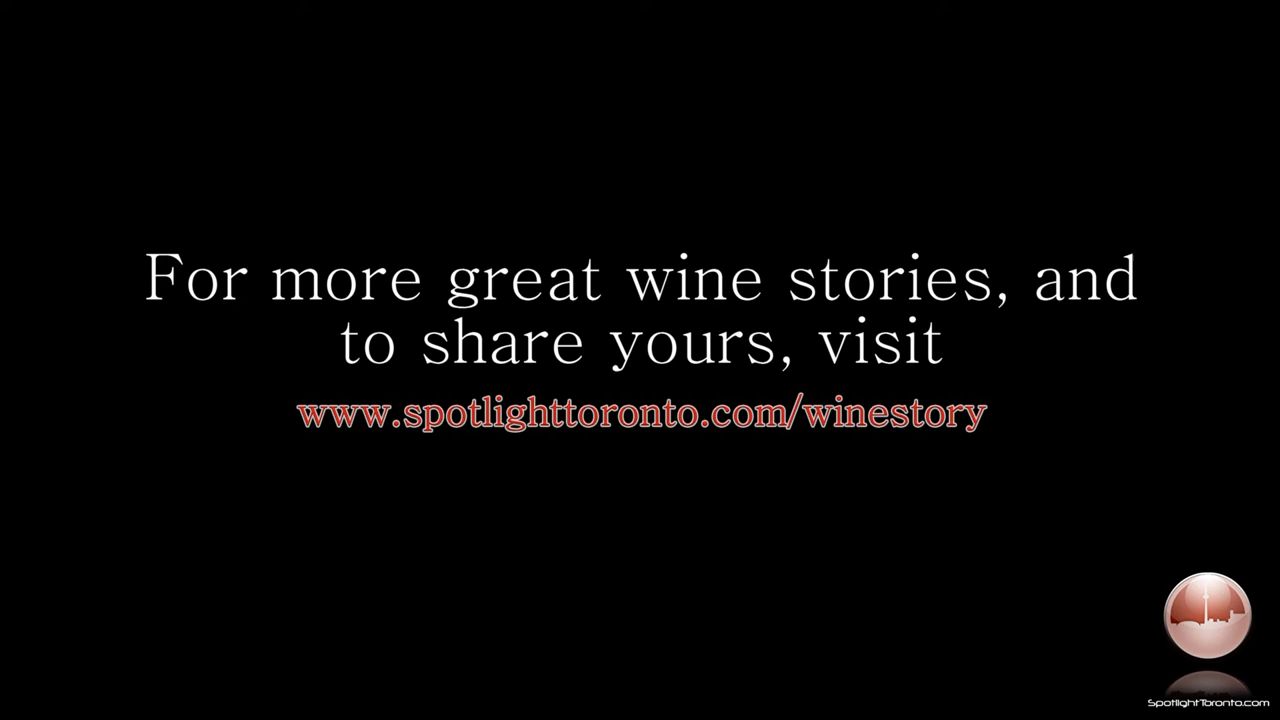 For more great wine stories, and
to share yours, visit
www.spotlighttoronto.com/winestory
SpotlightToronto.com